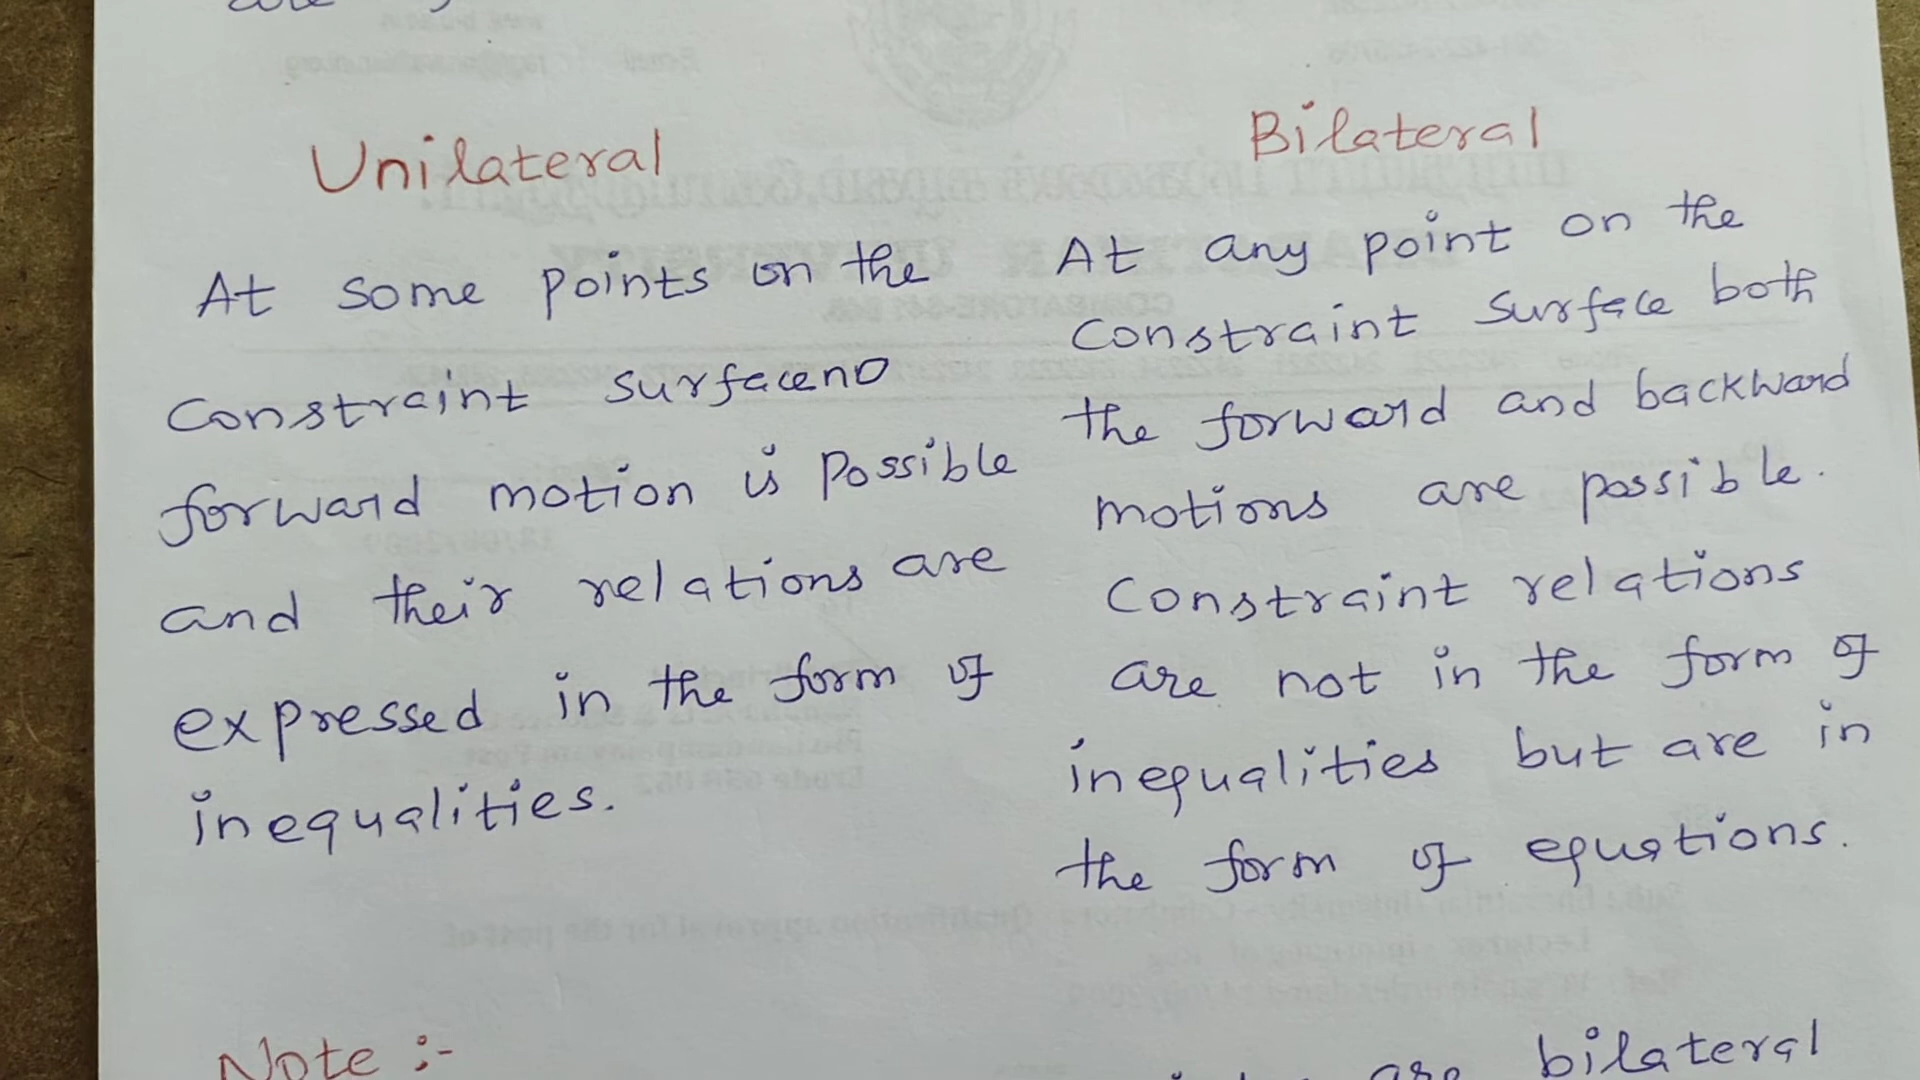 Unilateral
At some points on the
constraint surface no
forward motion is possible
and their relations are
expressed in the form of
inequalities.
Bilateral
At any point on the
constraint surface both
the forward and backward
motions are possible.
Constraint relations
are not in the form of
inequalities but are in
the form of equations.
Note :-
are bilateral